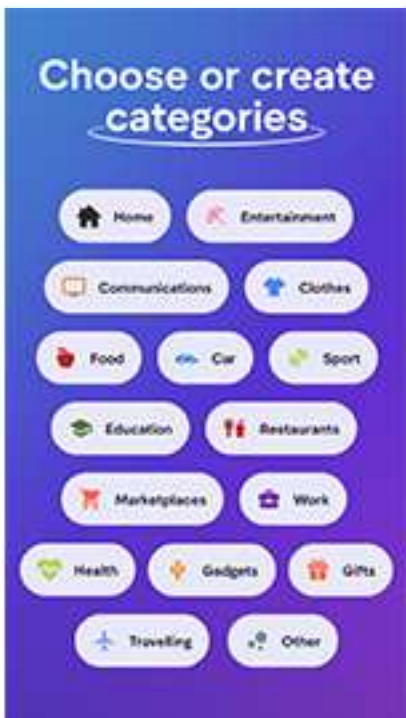 Choose or create
categories
Home Entertainment
Communications Clothes
Food Car Sport
Education Restaurants
Marketplaces Work
Health Gadgets Gifts
Travelling Other